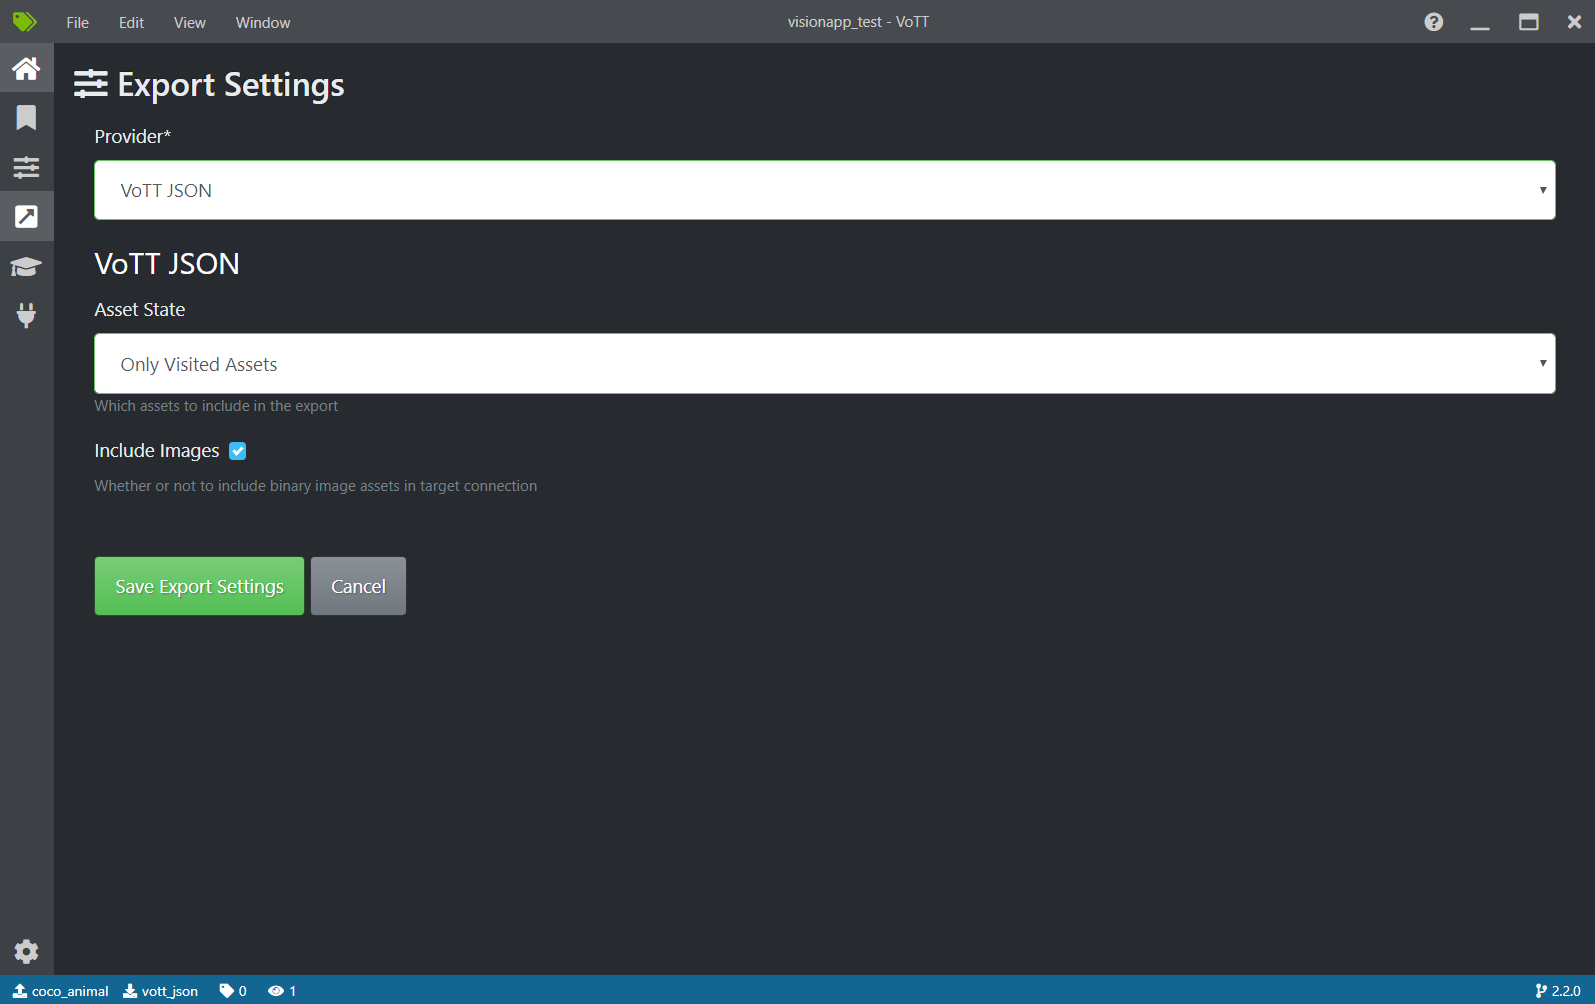 File Edit View Window visionapp_test - VoTT
Export Settings
Provider*
VoTT JSON
VoTT JSON
Asset State
Only Visited Assets
Which assets to include in the export
Include Images
Whether or not to include binary image assets in target connection
Save Export Settings Cancel
coco_animal vott_json 0 1 2.2.0